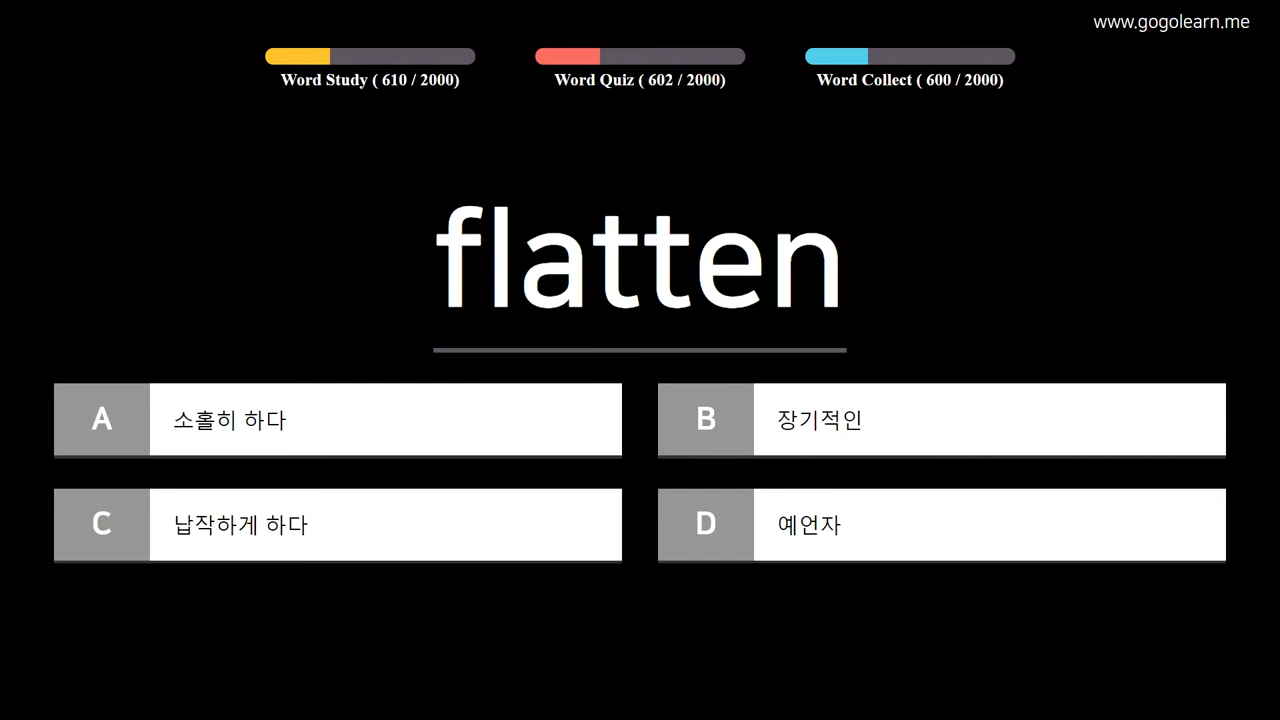 www.gogolearn.me
Word Study ( 610 / 2000)
Word Quiz ( 602 / 2000)
Word Collect ( 600 / 2000)
flatten
A 소홀히 하다
B 장기적인
C 납작하게 하다
D 예언자